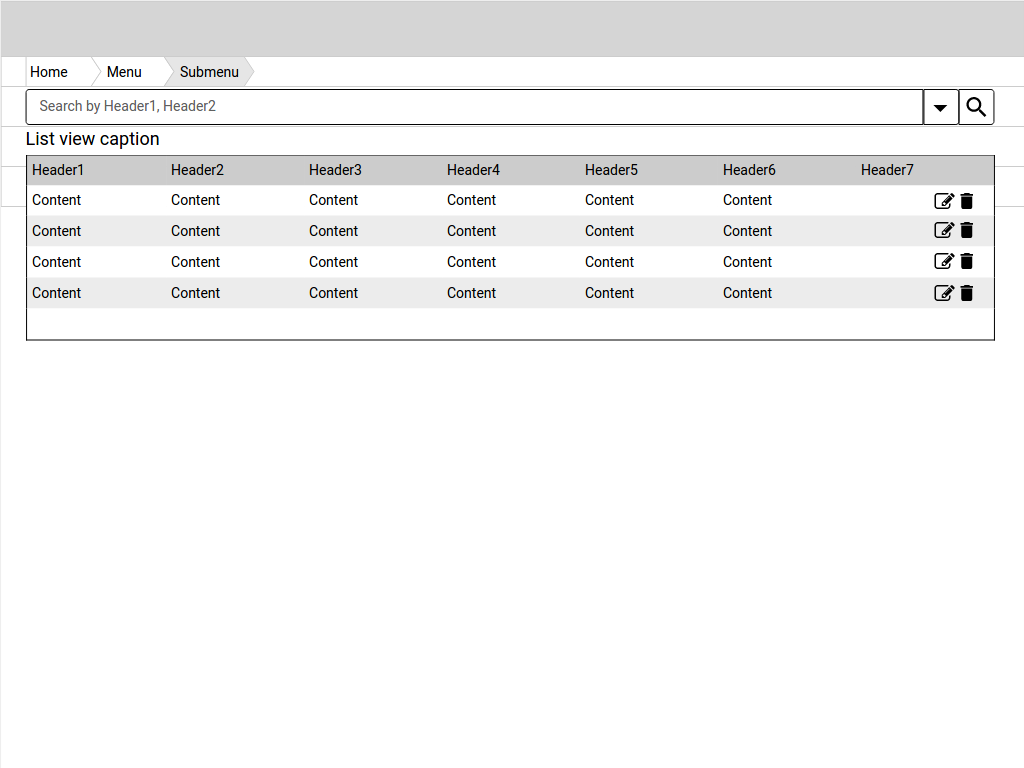 Home Menu Submenu
Search by Header1, Header2
List view caption
Header1 Header2 Header3 Header4 Header5 Header6 Header7
Content Content Content Content Content Content
Content Content Content Content Content Content
Content Content Content Content Content Content
Content Content Content Content Content Content